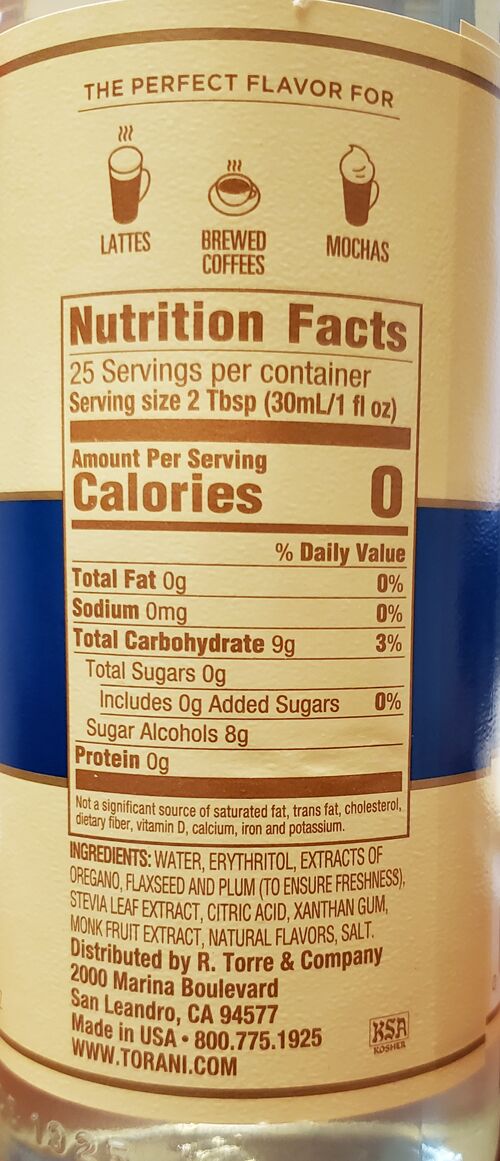 THE PERFECT FLAVOR FOR
LATTES
BREWED
COFFEES
MOCHAS
Nutrition Facts
25 Servings per container
Serving size 2 Tbsp (30mL/1 fl oz)
Amount Per Serving
Calories 0
% Daily Value
Total Fat 0g 0%
Sodium 0mg 0%
Total Carbohydrate 9g 3%
Total Sugars 0g
Includes 0g Added Sugars 0%
Sugar Alcohols 8g
Protein 0g
Not a significant source of saturated fat, trans fat, cholesterol,
dietary fiber, vitamin D, calcium, iron and potassium.
INGREDIENTS: WATER, ERYTHRITOL, EXTRACTS OF
OREGANO, FLAXSEED AND PLUM (TO ENSURE FRESHNESS),
STEVIA LEAF EXTRACT, CITRIC ACID, XANTHAN GUM,
MONK FRUIT EXTRACT, NATURAL FLAVORS, SALT.
Distributed by R. Torre & Company
2000 Marina Boulevard
San Leandro, CA 94577
Made in USA • 800.775.1925
WWW.TORANI.COM
KSA
KOSHER
1925